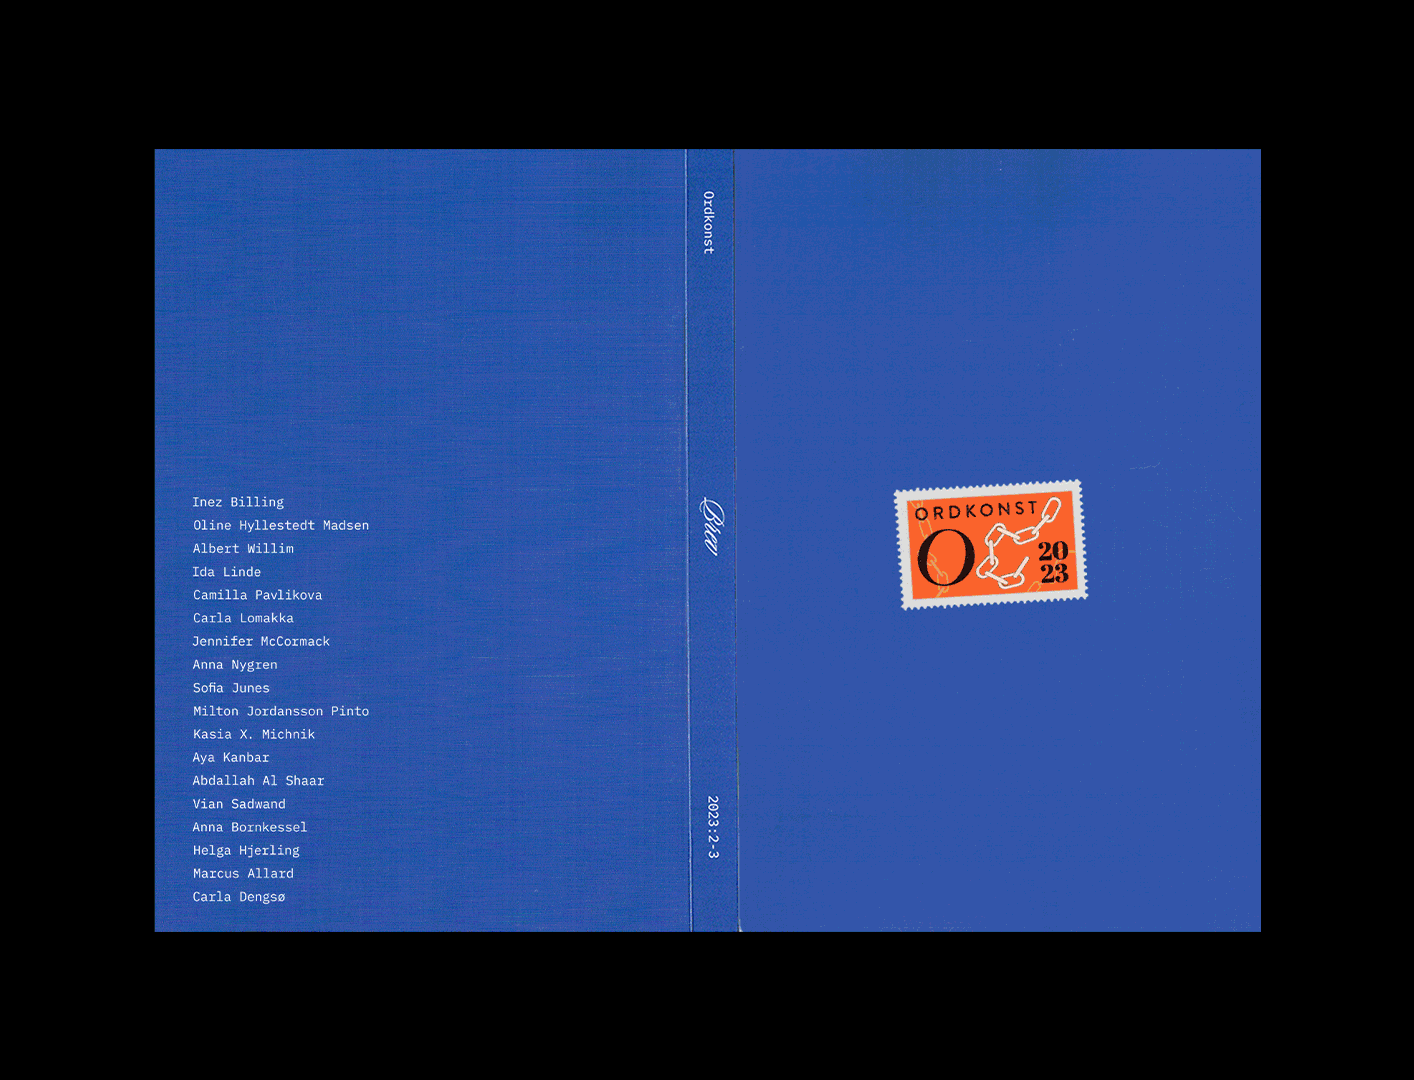 Inez Billing
Oline Hyllestedt Madsen
Albert Willim
Ida Linde
Camilla Pavlikova
Carla Lomakka
Jennifer McCormack
Anna Nygren
Sofia Junes
Milton Jordansson Pinto
Kasia X. Michnik
Aya Kanbar
Abdallah Al Shaar
Vian Sadwand
Anna Bornkessel
Helga Hjerling
Marcus Allard
Carla Dengsø
Ordkonst
Brev
2023:2-3
ORDKONST
O
20
23